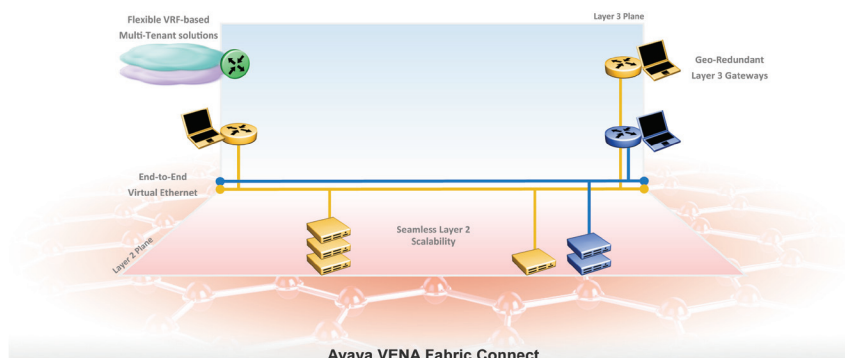 Flexible VRF-based
Multi-Tenant solutions
Layer 3 Plane
Geo-Redundant
Layer 3 Gateways
End-to-End
Virtual Ethernet
Seamless Layer 2
Scalability
Layer 2 Plane
Avaya VENA Fabric Connect